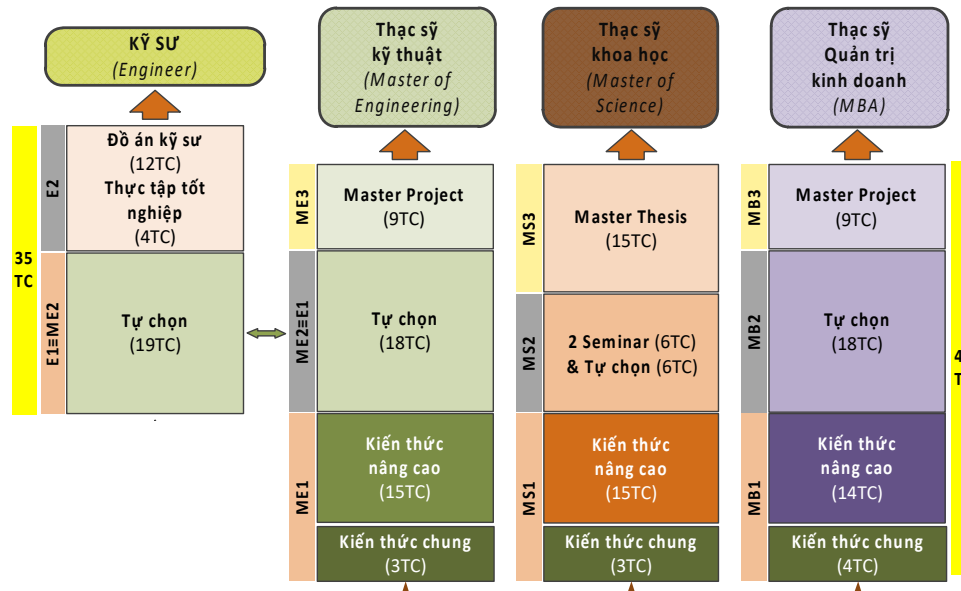 KỸ SƯ
(Engineer)
35
TC
E2
Đồ án kỹ sư
(12TC)
Thực tập tốt
nghiệp
(4TC)
E1≡ME2
Tự chọn
(19TC)
Thạc sỹ
kỹ thuật
(Master of
Engineering)
ME3
Master Project
(9TC)
ME2≡E1
Tự chọn
(18TC)
ME1
Kiến thức
nâng cao
(15TC)
Kiến thức chung
(3TC)
Thạc sỹ
khoa học
(Master of
Science)
MS3
Master Thesis
(15TC)
MS2
2 Seminar (6TC)
& Tự chọn (6TC)
MS1
Kiến thức
nâng cao
(15TC)
Kiến thức chung
(3TC)
Thạc sỹ
Quản trị
kinh doanh
(MBA)
MB3
Master Project
(9TC)
MB2
Tự chọn
(18TC)
MB1
Kiến thức
nâng cao
(14TC)
Kiến thức chung
(4TC)